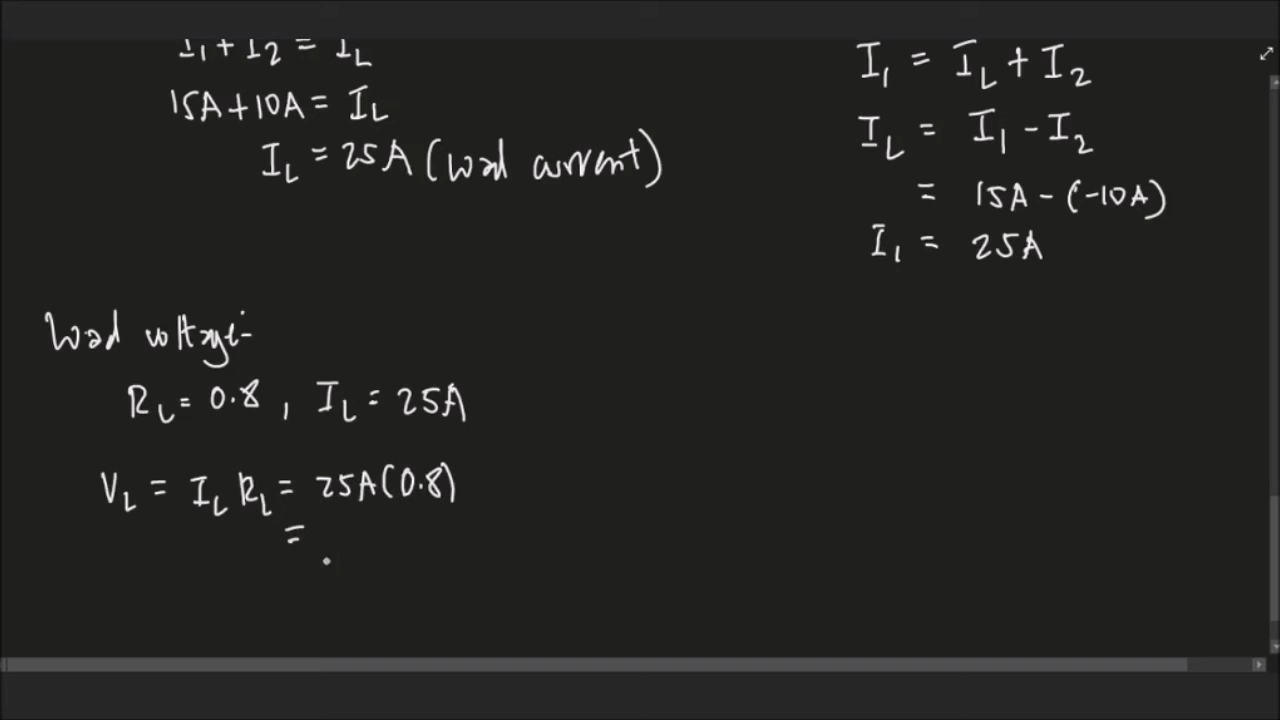 I1 + I2 = IL
15A + 10A = IL
IL = 25A (load current)
I1 = IL + I2
IL = I1 - I2
= 15A - (-10A)
I1 = 25A
Load voltage:-
RL = 0.8 , IL = 25A
VL = IL RL = 25A(0.8)
=